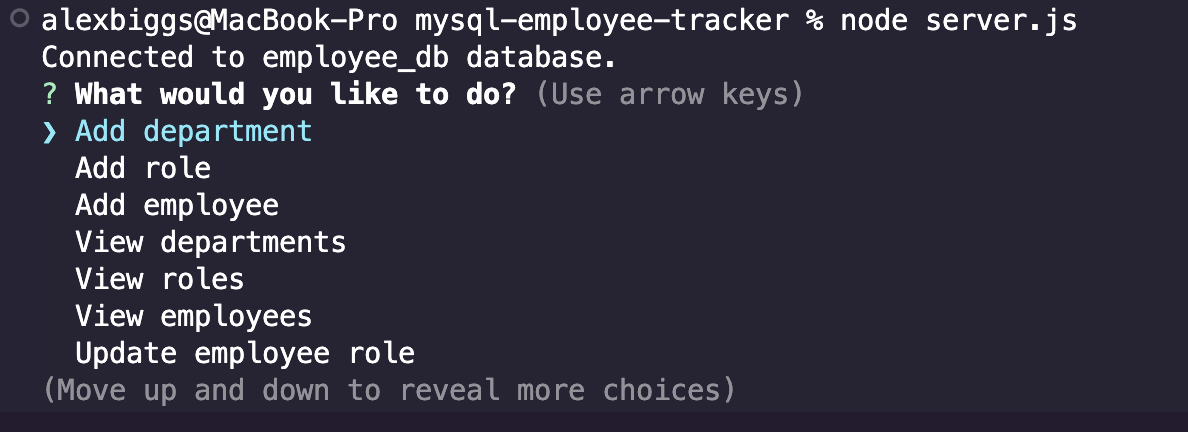 alexbiggs@MacBook-Pro mysql-employee-tracker % node server.js
Connected to employee_db database.
? What would you like to do? (Use arrow keys)
❯ Add department
Add role
Add employee
View departments
View roles
View employees
Update employee role
(Move up and down to reveal more choices)